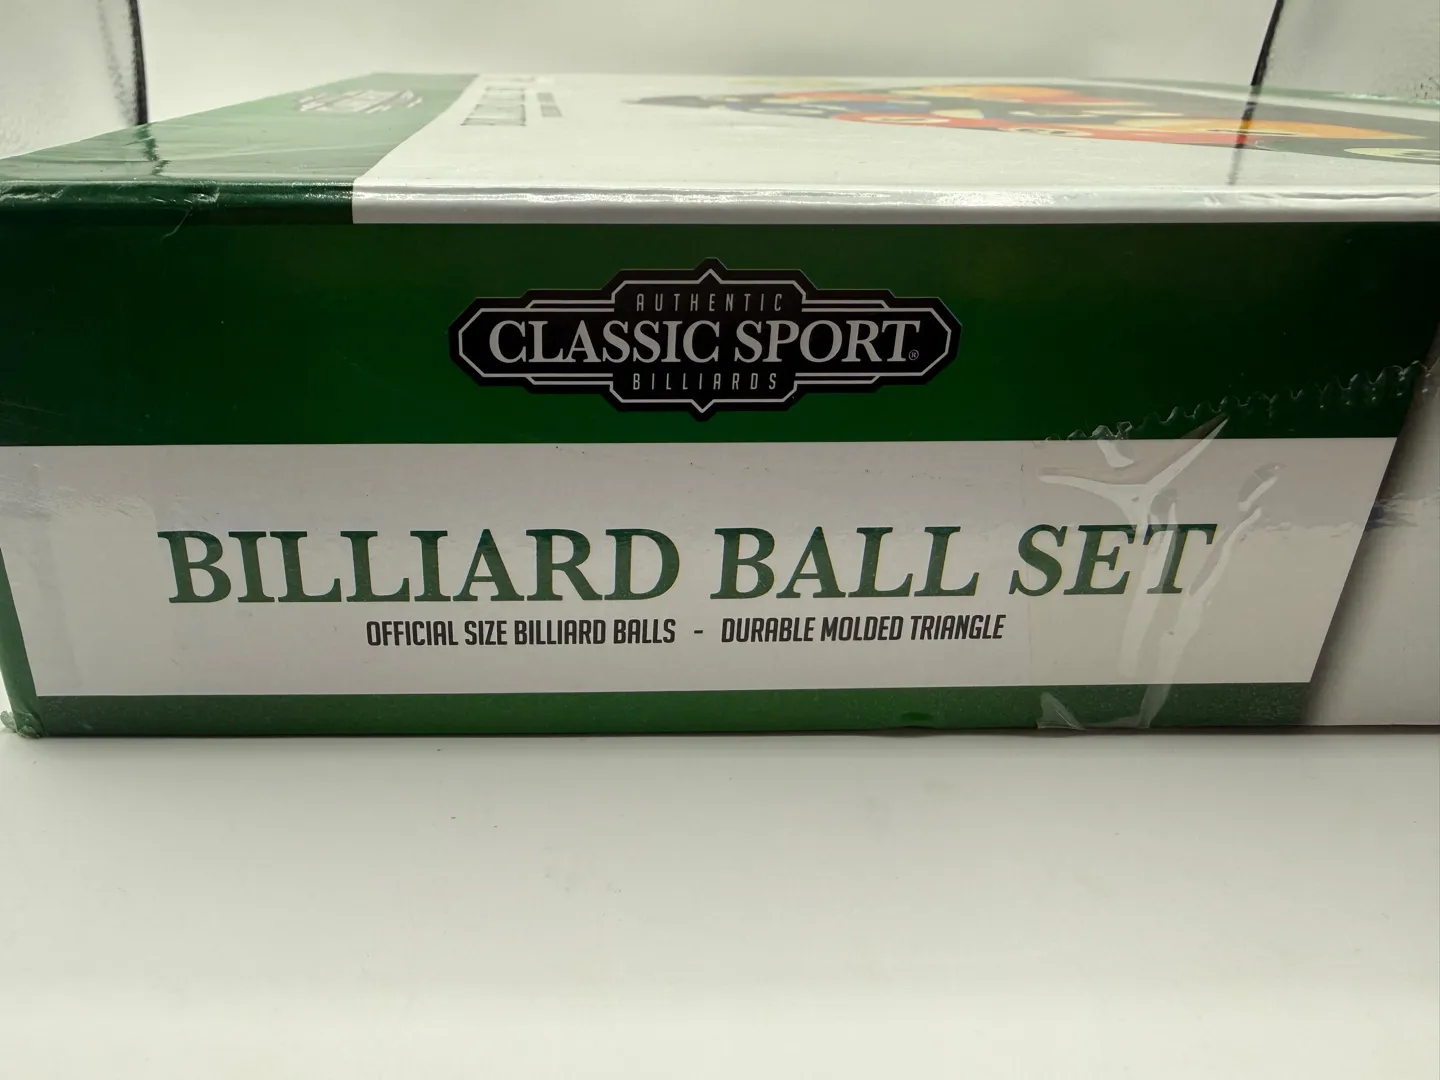 AUTHENTIC
CLASSIC SPORT®
BILLIARDS
BILLIARD BALL SET
OFFICIAL SIZE BILLIARD BALLS - DURABLE MOLDED TRIANGLE